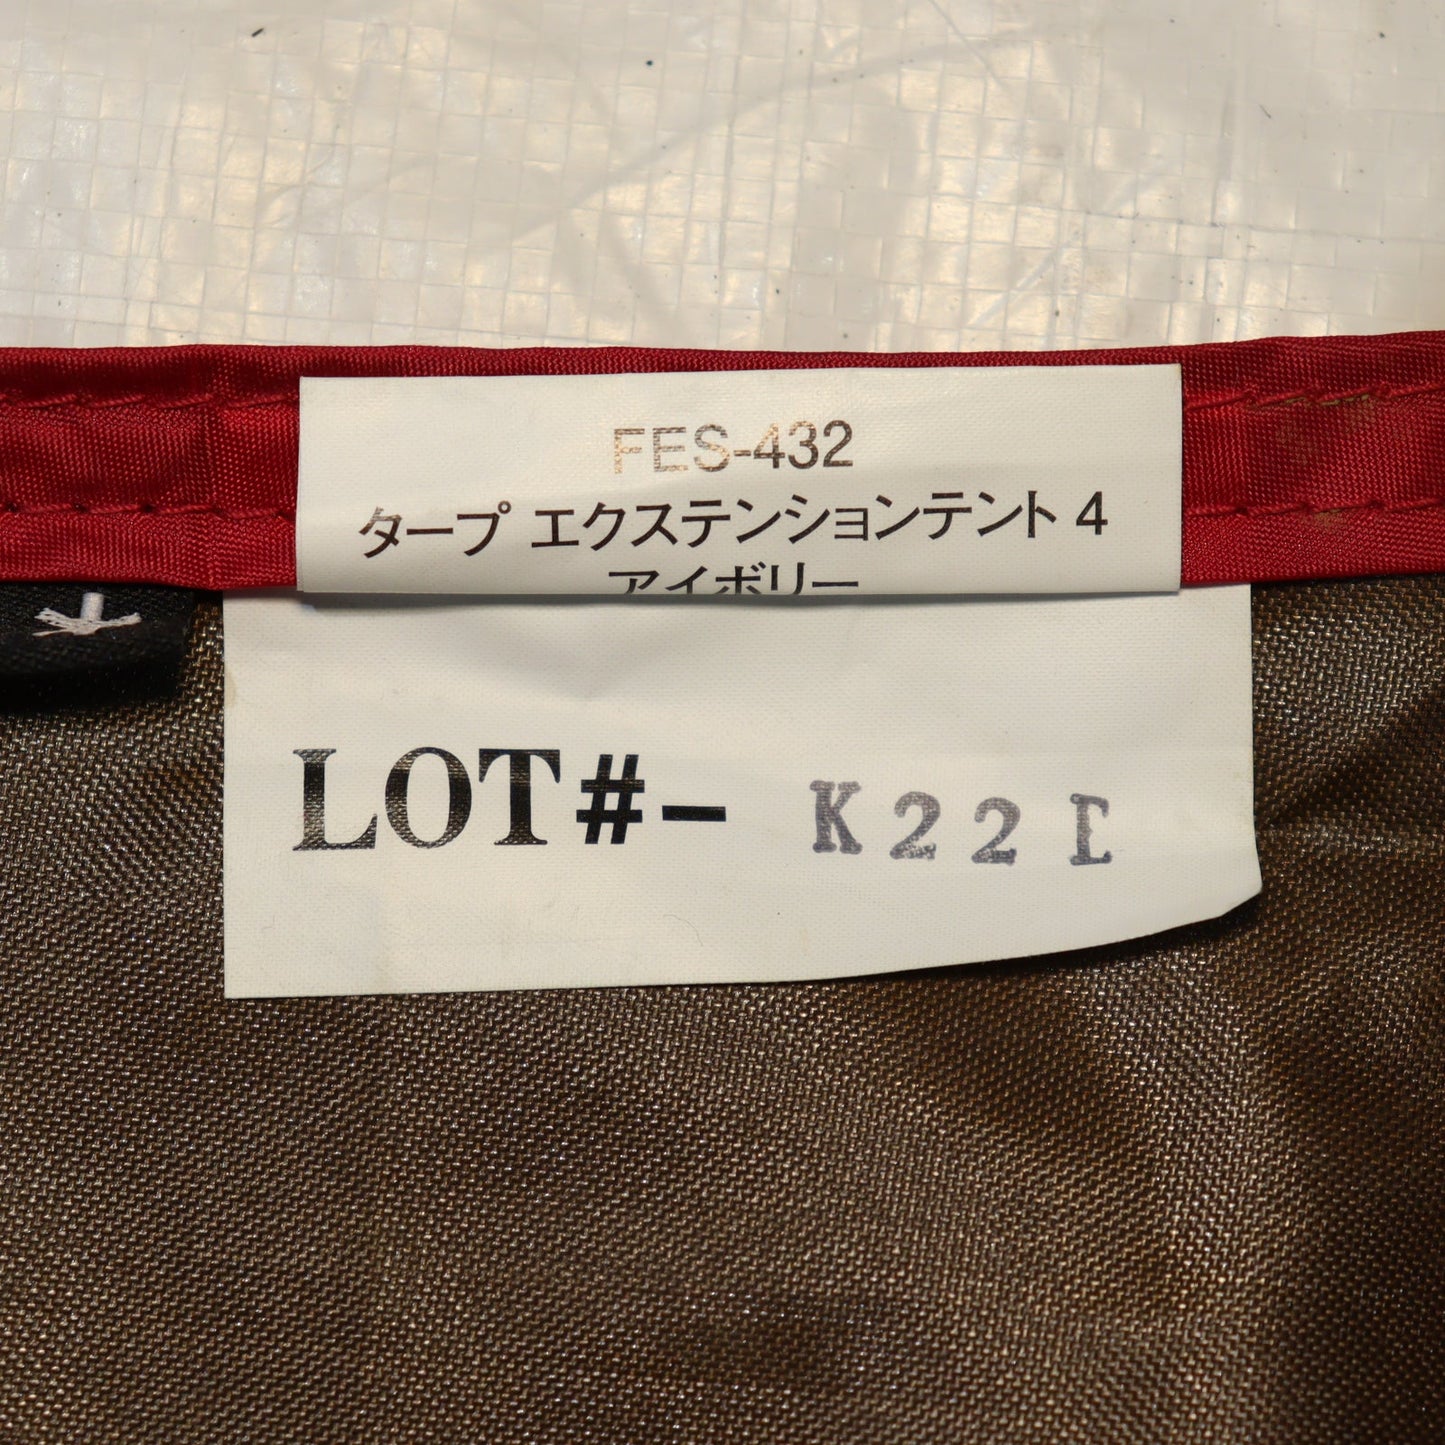 FES-432
タープ エクステンションテント 4
アイボリー
LOT #- K22